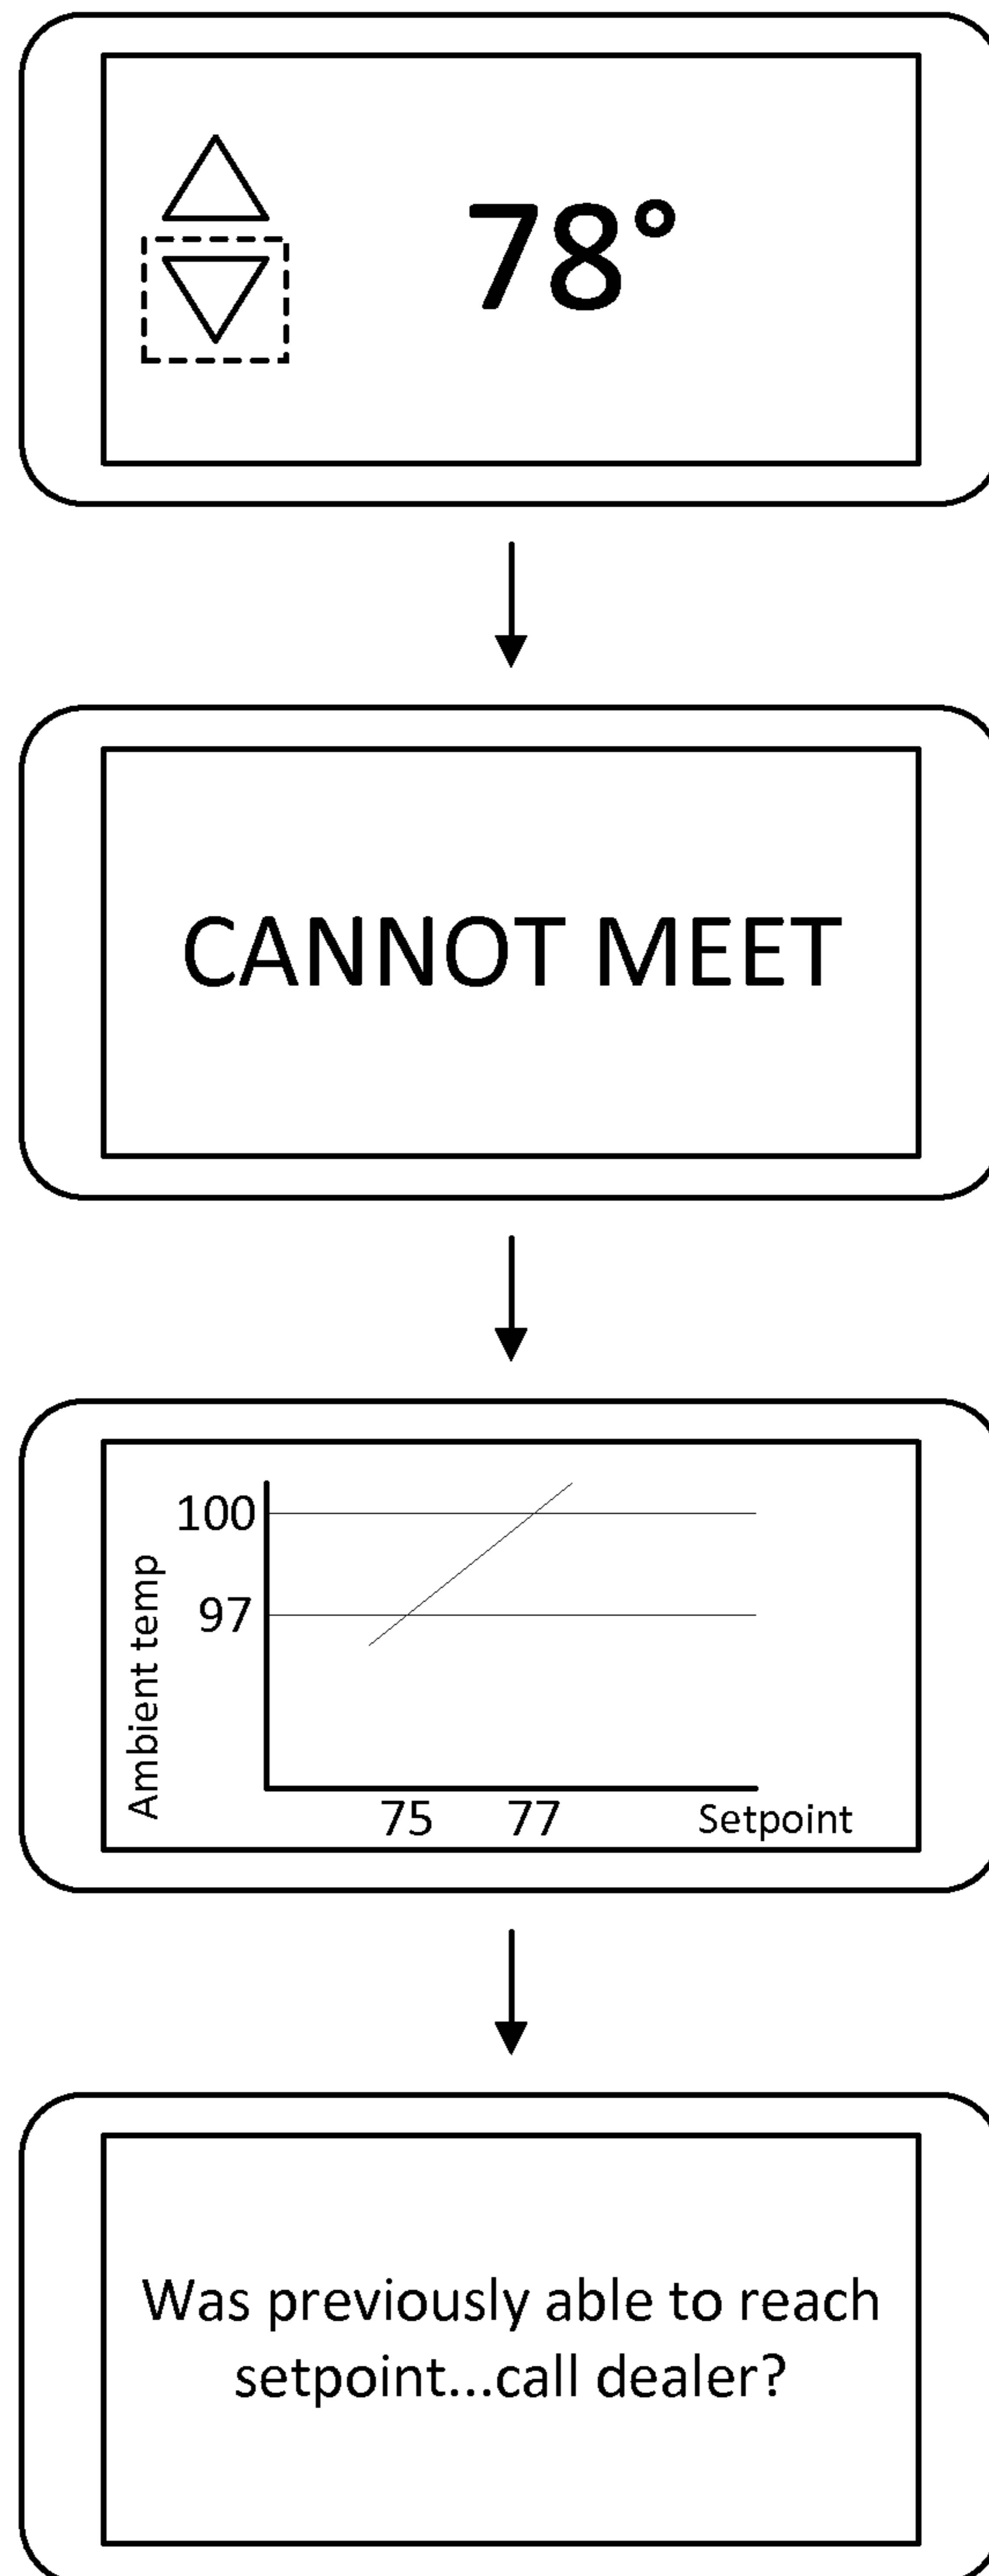 78°
CANNOT MEET
100
97
Ambient temp
75 77 Setpoint
Was previously able to reach
setpoint...call dealer?